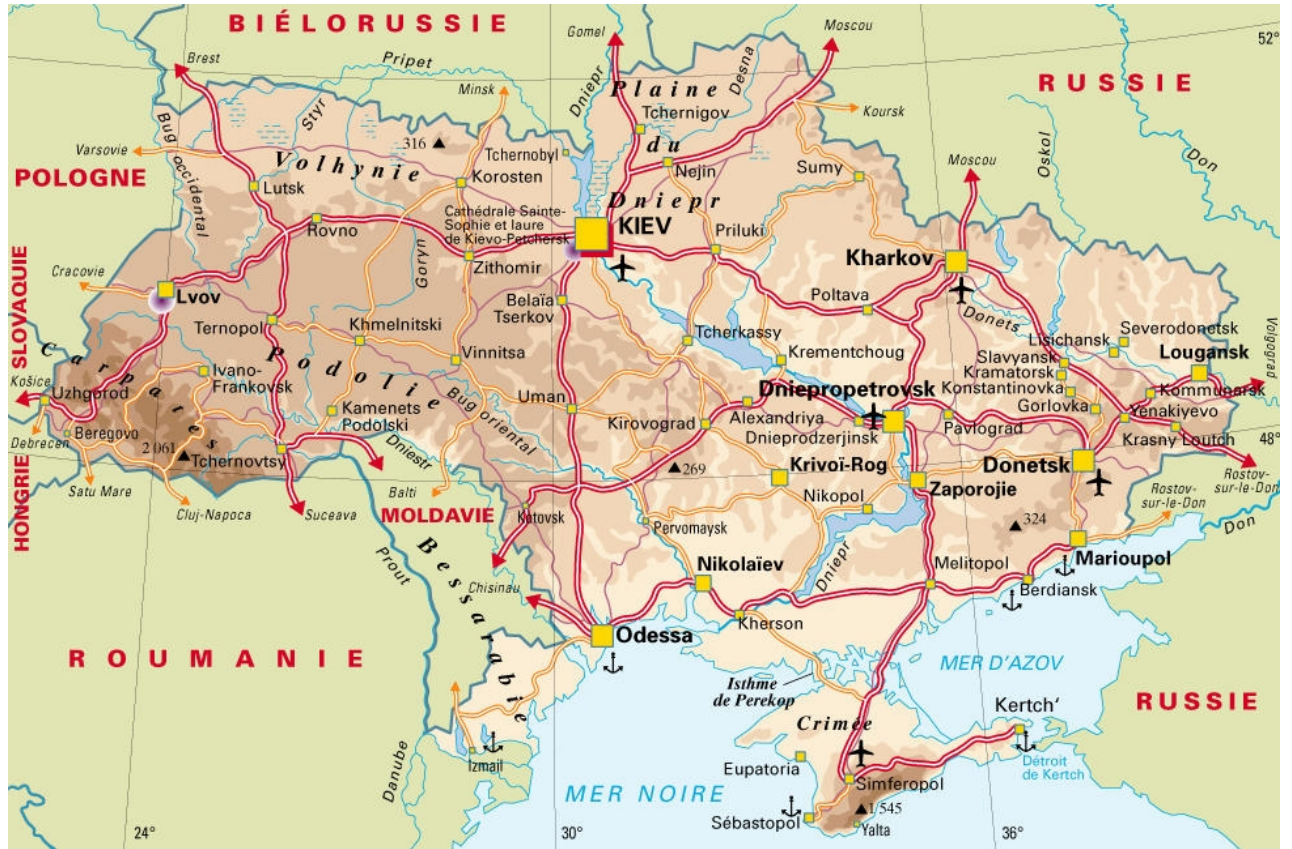 BIÉLORUSSIE
Gomel
Moscou
52°
Brest
Pripet
Dniepr
Plaine
Desna
RUSSIE
Minsk
Tchernigov
Koursk
Styr
Bug occidental
316
Varsovie
Volhynie
Tchernobyl
du
Nejin
Sumy
Moscou
Oskol
Don
POLOGNE
Lutsk
Korosten
Dniepr
Cathédrale Sainte-
Sophie et laure
de Kievo-Petchersk
KIEV
Rovno
Goryn
Priluki
Zithomir
Kharkov
SLOVAQUIE
Cracovie
Lvov
Belaïa
Tserkov
Poltava
Ternopol
Khmelnitski
Tcherkassy
Donets
Severodonetsk
Lisichansk
Volgograd
Carpates
Podolie
Vinnitsa
Krementchoug
Slavyansk
Lougansk
Ivano-
Frankovsk
Kramatorsk
Košice
Uzhgorod
Bug oriental
Uman
Dniepropetrovsk
Konstantinovka
Kommunarsk
Kamenets
Podolski
Kirovograd
Alexandriya
Gorlovka
Yenakiyevo
Debrecen
Beregovo
Dnieprodzerjinsk
Pavlograd
Krasny Loutch
48°
2 061
Tchernovtsy
Dniestr
269
Krivoï-Rog
Donetsk
HONGRIE
Satu Mare
Balti
Zaporojie
Rostov-
sur-le-Don
Cluj-Napoca
Suceava
MOLDAVIE
Kotovsk
Nikopol
Rostov-
sur-le-Don
Pervomaysk
324
Don
Prout
Bessarabie
Dniepr
Marioupol
Nikolaïev
Melitopol
Chisinau
Berdiansk
Kherson
Odessa
ROUMANIE
MER D'AZOV
Isthme
de Perekop
RUSSIE
Crimée
Kertch'
Danube
Izmail
Eupatoria
Détroit
de Kertch
Simferopol
MER NOIRE
1 545
Sébastopol
Yalta
24°
30°
36°